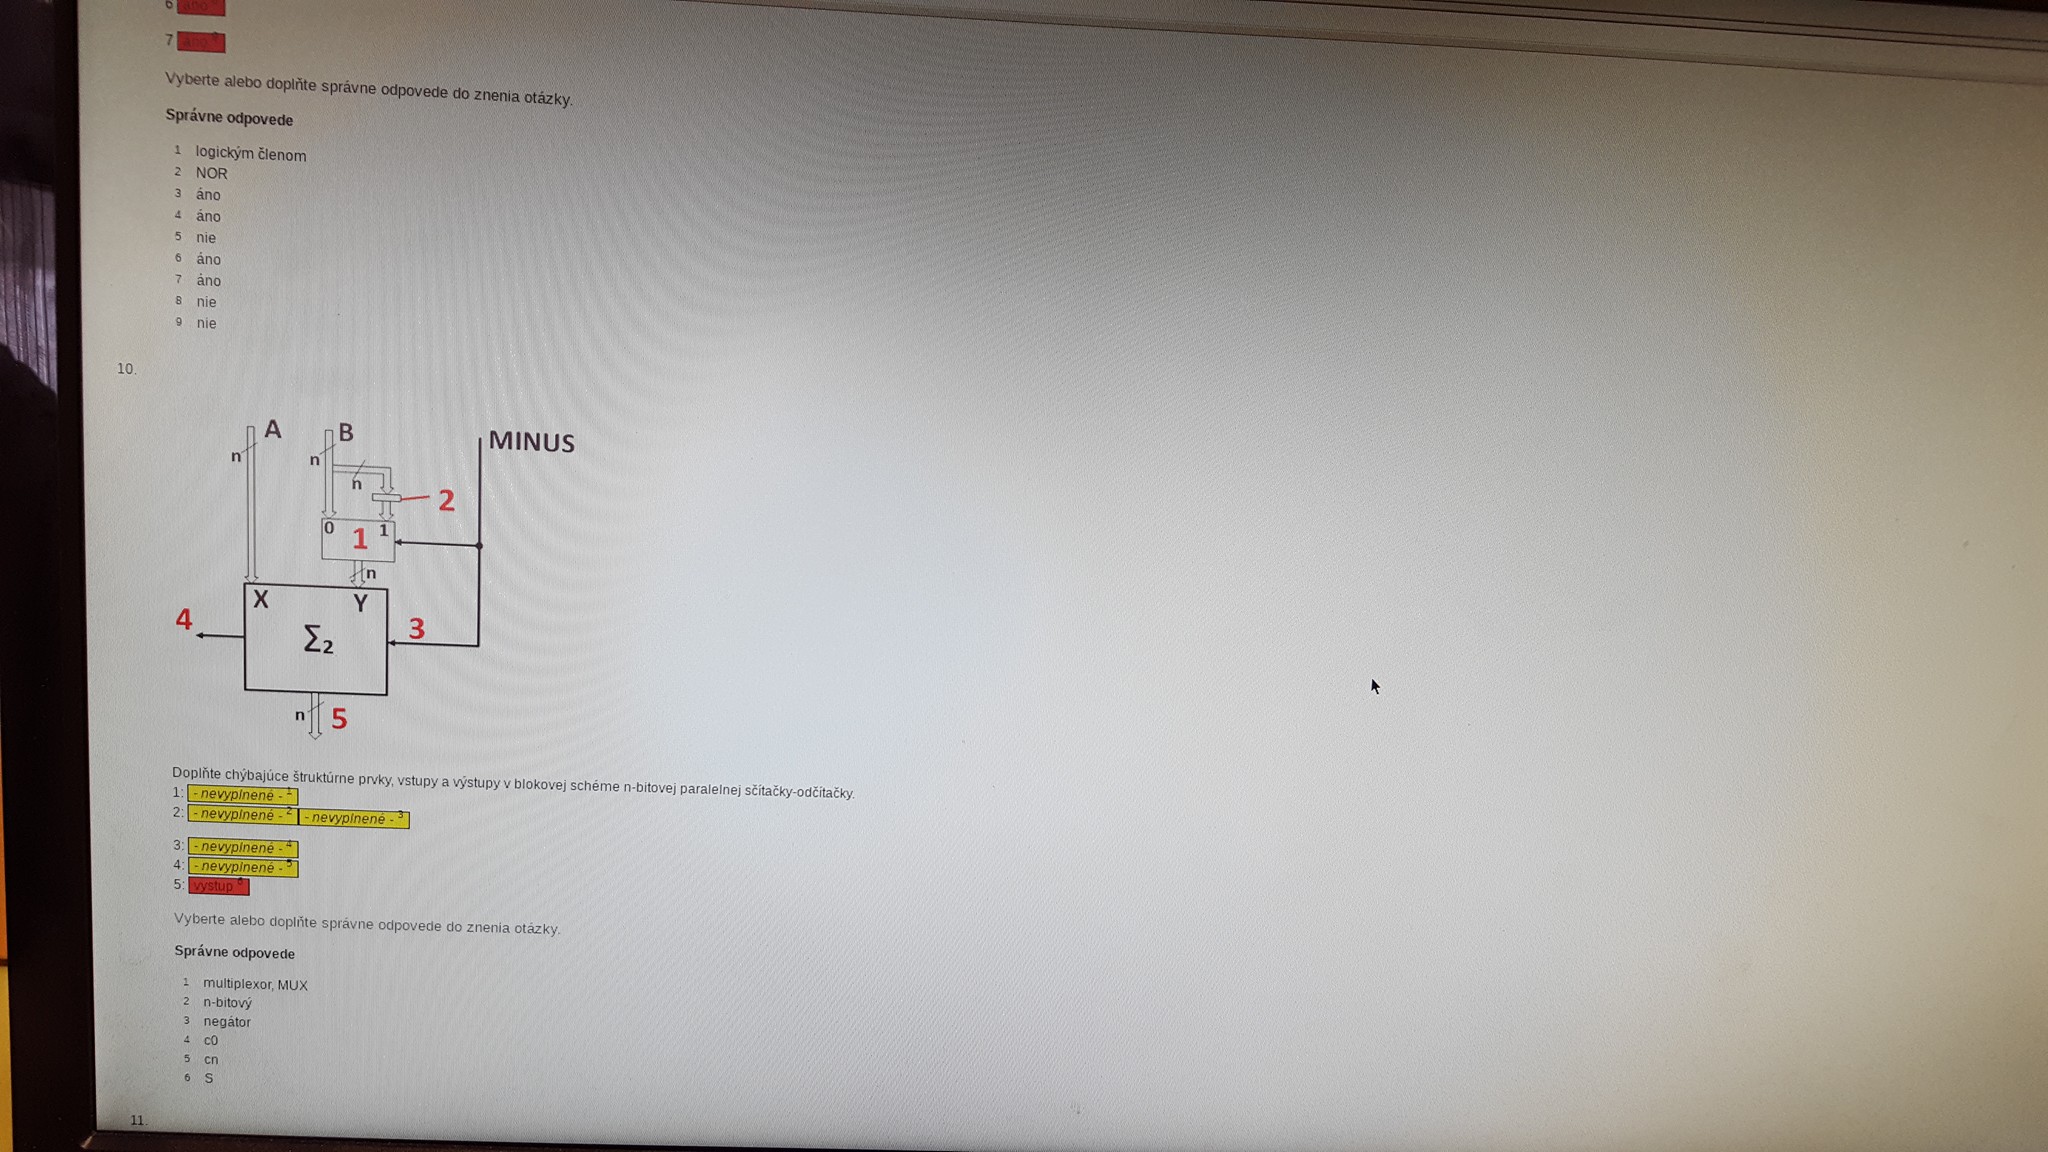 6 áno
7 áno
Vyberte alebo doplňte správne odpovede do znenia otázky.
Správne odpovede
1 logickým členom
2 NOR
3 áno
4 áno
5 nie
6 áno
7 áno
8 nie
9 nie
10.
A B MINUS
n n
n 2
0 1 1
n
X Y
4 3
Σ2
n 5
Doplňte chýbajúce štruktúrne prvky, vstupy a výstupy v blokovej schéme n-bitovej paralelnej sčítačky-odčítačky.
1: - nevyplnené - 1
2: - nevyplnené - 2 - nevyplnené - 3
3: - nevyplnené - 4
4: - nevyplnené - 5
5: vystup 6
Vyberte alebo doplňte správne odpovede do znenia otázky.
Správne odpovede
1 multiplexor, MUX
2 n-bitový
3 negátor
4 c0
5 cn
6 S
11.